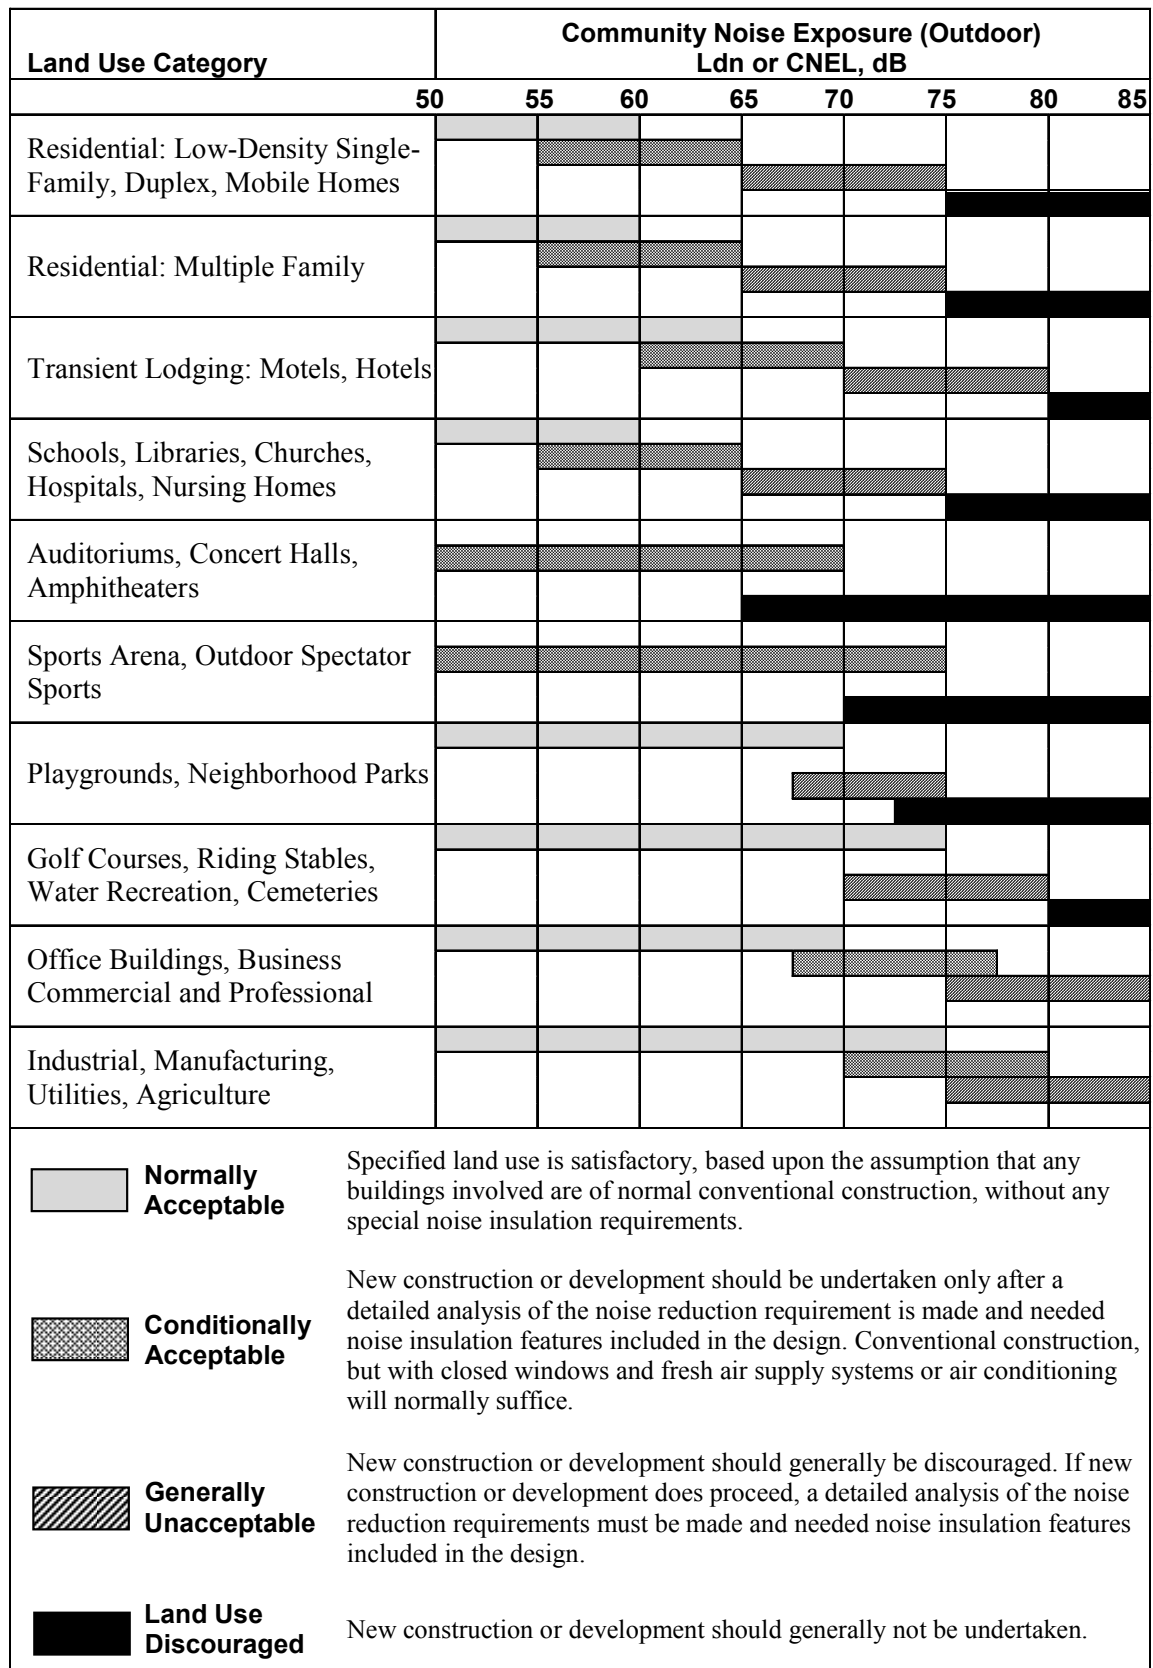 Community Noise Exposure (Outdoor)
Land Use Category Ldn or CNEL, dB
50 55 60 65 70 75 80 85
Residential: Low-Density Single-
Family, Duplex, Mobile Homes
Residential: Multiple Family
Transient Lodging: Motels, Hotels
Schools, Libraries, Churches,
Hospitals, Nursing Homes
Auditoriums, Concert Halls,
Amphitheaters
Sports Arena, Outdoor Spectator
Sports
Playgrounds, Neighborhood Parks
Golf Courses, Riding Stables,
Water Recreation, Cemeteries
Office Buildings, Business
Commercial and Professional
Industrial, Manufacturing,
Utilities, Agriculture
Normally
Acceptable
Specified land use is satisfactory, based upon the assumption that any
buildings involved are of normal conventional construction, without any
special noise insulation requirements.
Conditionally
Acceptable
New construction or development should be undertaken only after a
detailed analysis of the noise reduction requirement is made and needed
noise insulation features included in the design. Conventional construction,
but with closed windows and fresh air supply systems or air conditioning
will normally suffice.
Generally
Unacceptable
New construction or development should generally be discouraged. If new
construction or development does proceed, a detailed analysis of the noise
reduction requirements must be made and needed noise insulation features
included in the design.
Land Use
Discouraged
New construction or development should generally not be undertaken.